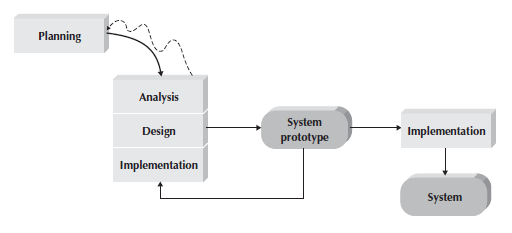 Planning
Analysis
Design
Implementation
System
prototype
Implementation
System